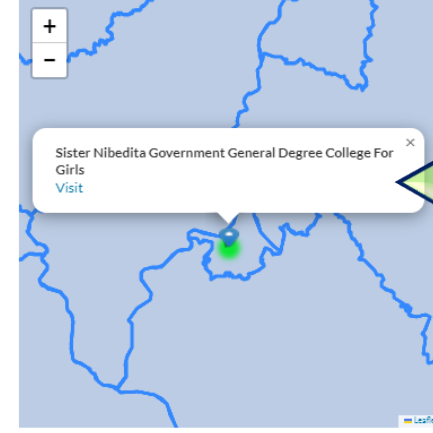 +
−
Sister Nibedita Government General Degree College For
Girls
Visit
×